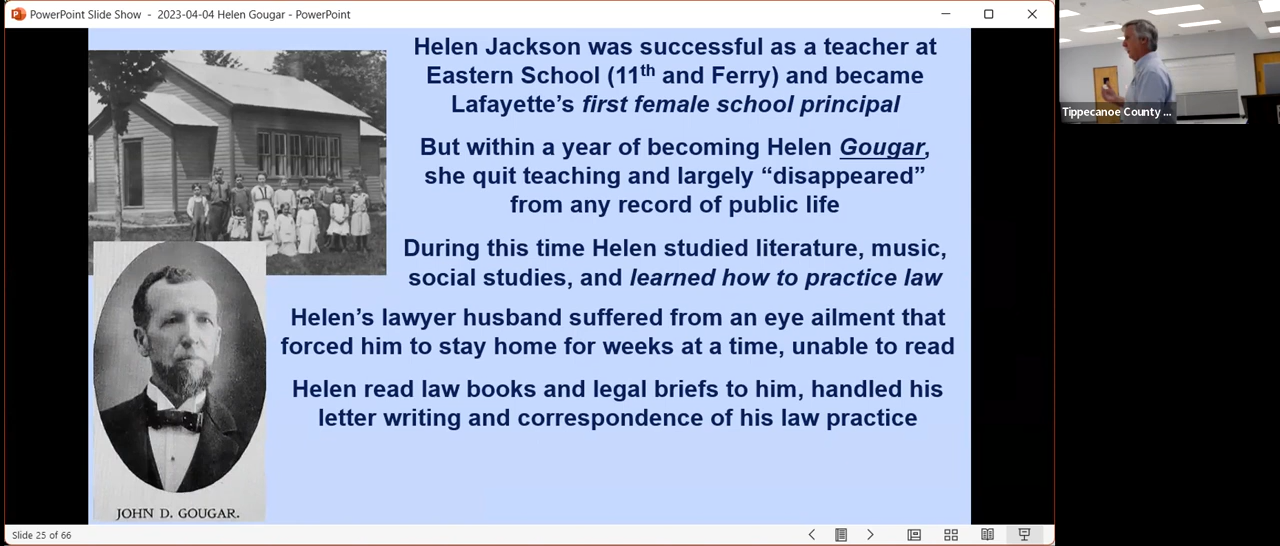 PowerPoint Slide Show - 2023-04-04 Helen Gougar - PowerPoint
Helen Jackson was successful as a teacher at
Eastern School (11th and Ferry) and became
Lafayette’s first female school principal
But within a year of becoming Helen Gougar,
she quit teaching and largely “disappeared”
from any record of public life
During this time Helen studied literature, music,
social studies, and learned how to practice law
Helen’s lawyer husband suffered from an eye ailment that
forced him to stay home for weeks at a time, unable to read
Helen read law books and legal briefs to him, handled his
letter writing and correspondence of his law practice
JOHN D. GOUGAR.
Slide 25 of 66
Tippecanoe County ...